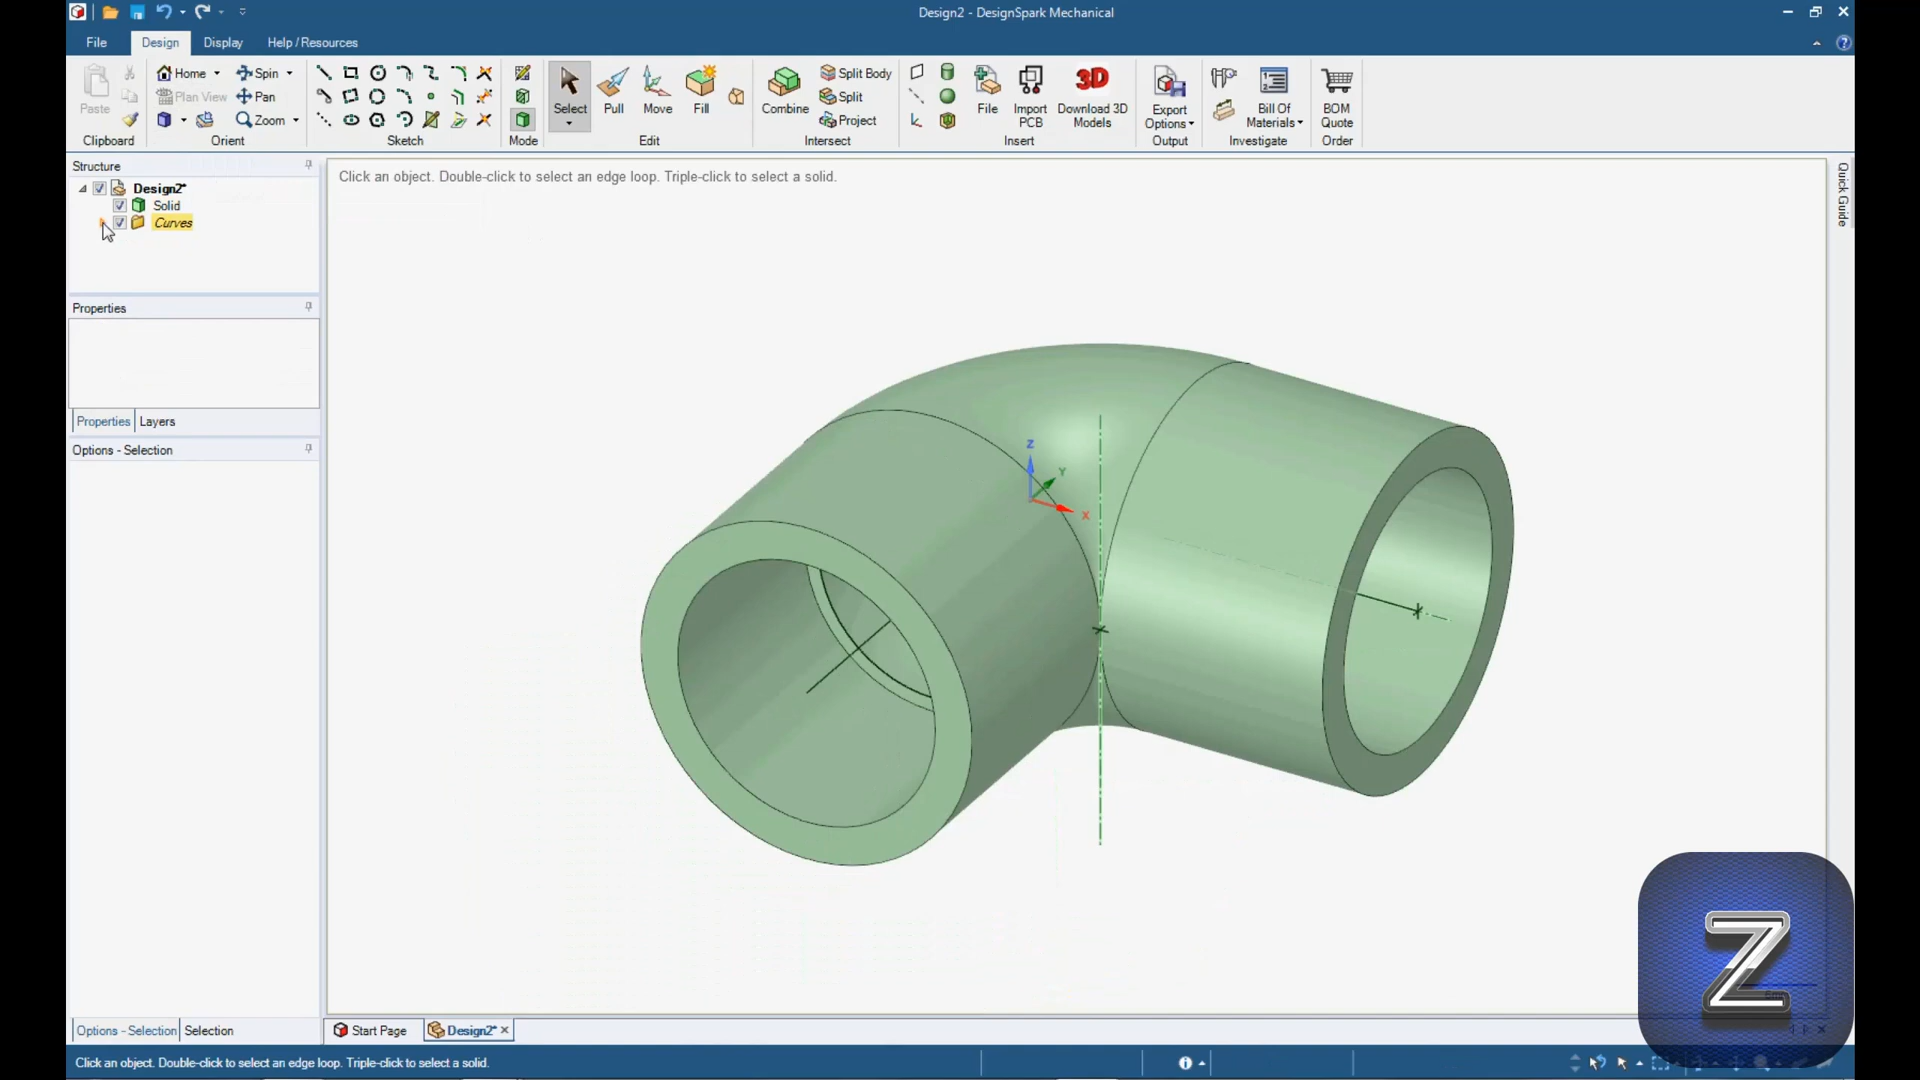 Design2 - DesignSpark Mechanical
File Design Display Help / Resources
Paste
Home
Plan View
Spin
Pan
Zoom
Select
Pull
Move
Fill
Combine
Split Body
Split
Project
File
Import PCB
Download 3D Models
Export Options
Bill Of Materials
BOM Quote
Clipboard Orient Sketch Mode Edit Intersect Insert Output Investigate Order
Structure
Design2*
Solid
Curves
Properties
Properties Layers
Options - Selection
Click an object. Double-click to select an edge loop. Triple-click to select a solid.
Quick Guide
Z
Y
X
Z
Options - Selection Selection
Start Page Design2*
Click an object. Double-click to select an edge loop. Triple-click to select a solid.